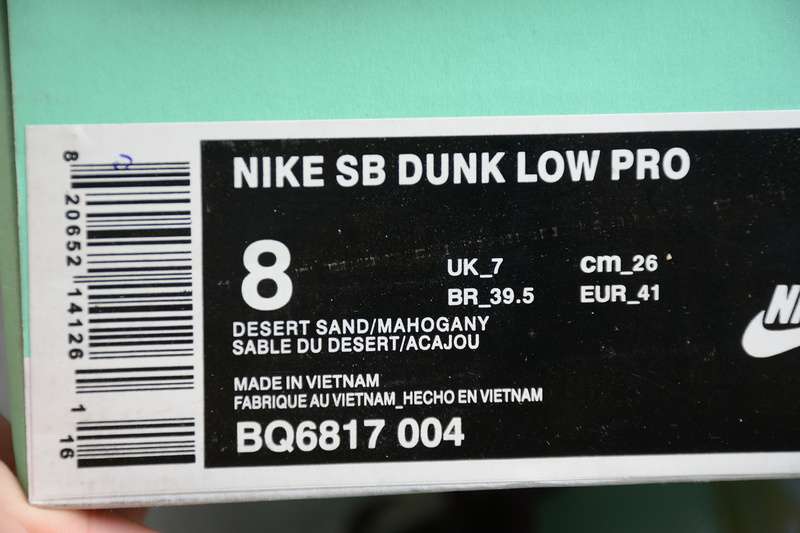 NIKE SB DUNK LOW PRO
8
UK_7 cm_26
BR_39.5 EUR_41
DESERT SAND/MAHOGANY
SABLE DU DESERT/ACAJOU
MADE IN VIETNAM
FABRIQUE AU VIETNAM_HECHO EN VIETNAM
BQ6817 004
8 20652 14126 1 16